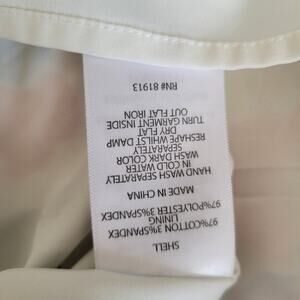 SHELL
97%COTTON 3%SPANDEX
LINING
97%POLYESTER 3%SPANDEX
MADE IN CHINA
HAND WASH SEPARATELY
IN COLD WATER
WASH DARK COLOR
SEPARATELY
RESHAPE WHILST DAMP
DRY FLAT
TURN GARMENT INSIDE
OUT FLAT IRON
RN# 81913